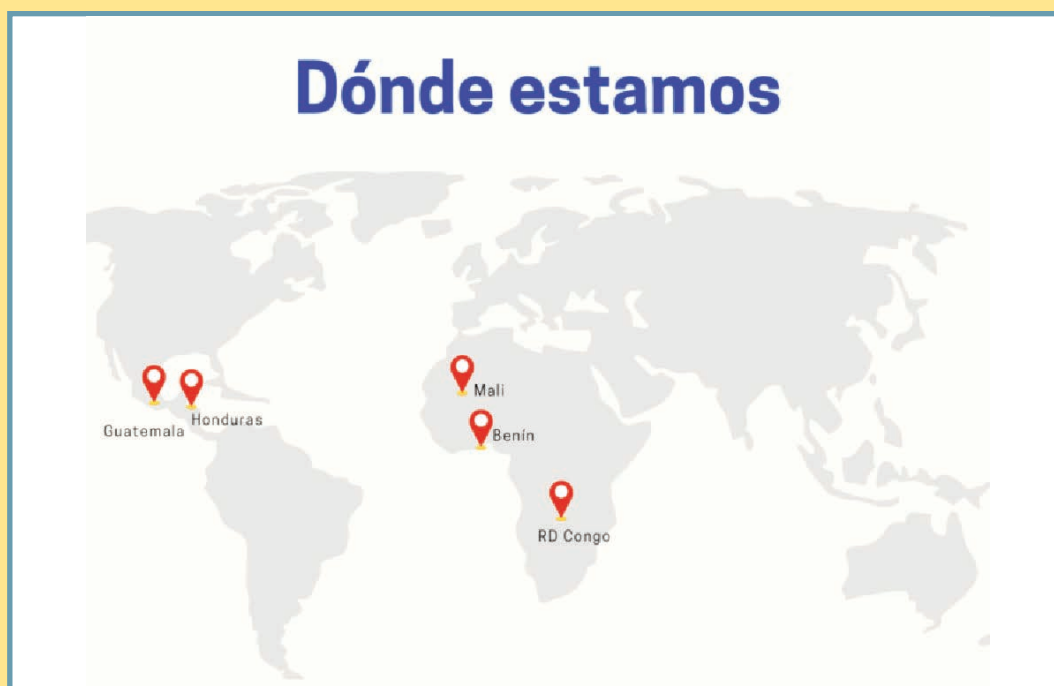 Dónde estamos
Mali
Honduras
Guatemala
Benín
RD Congo